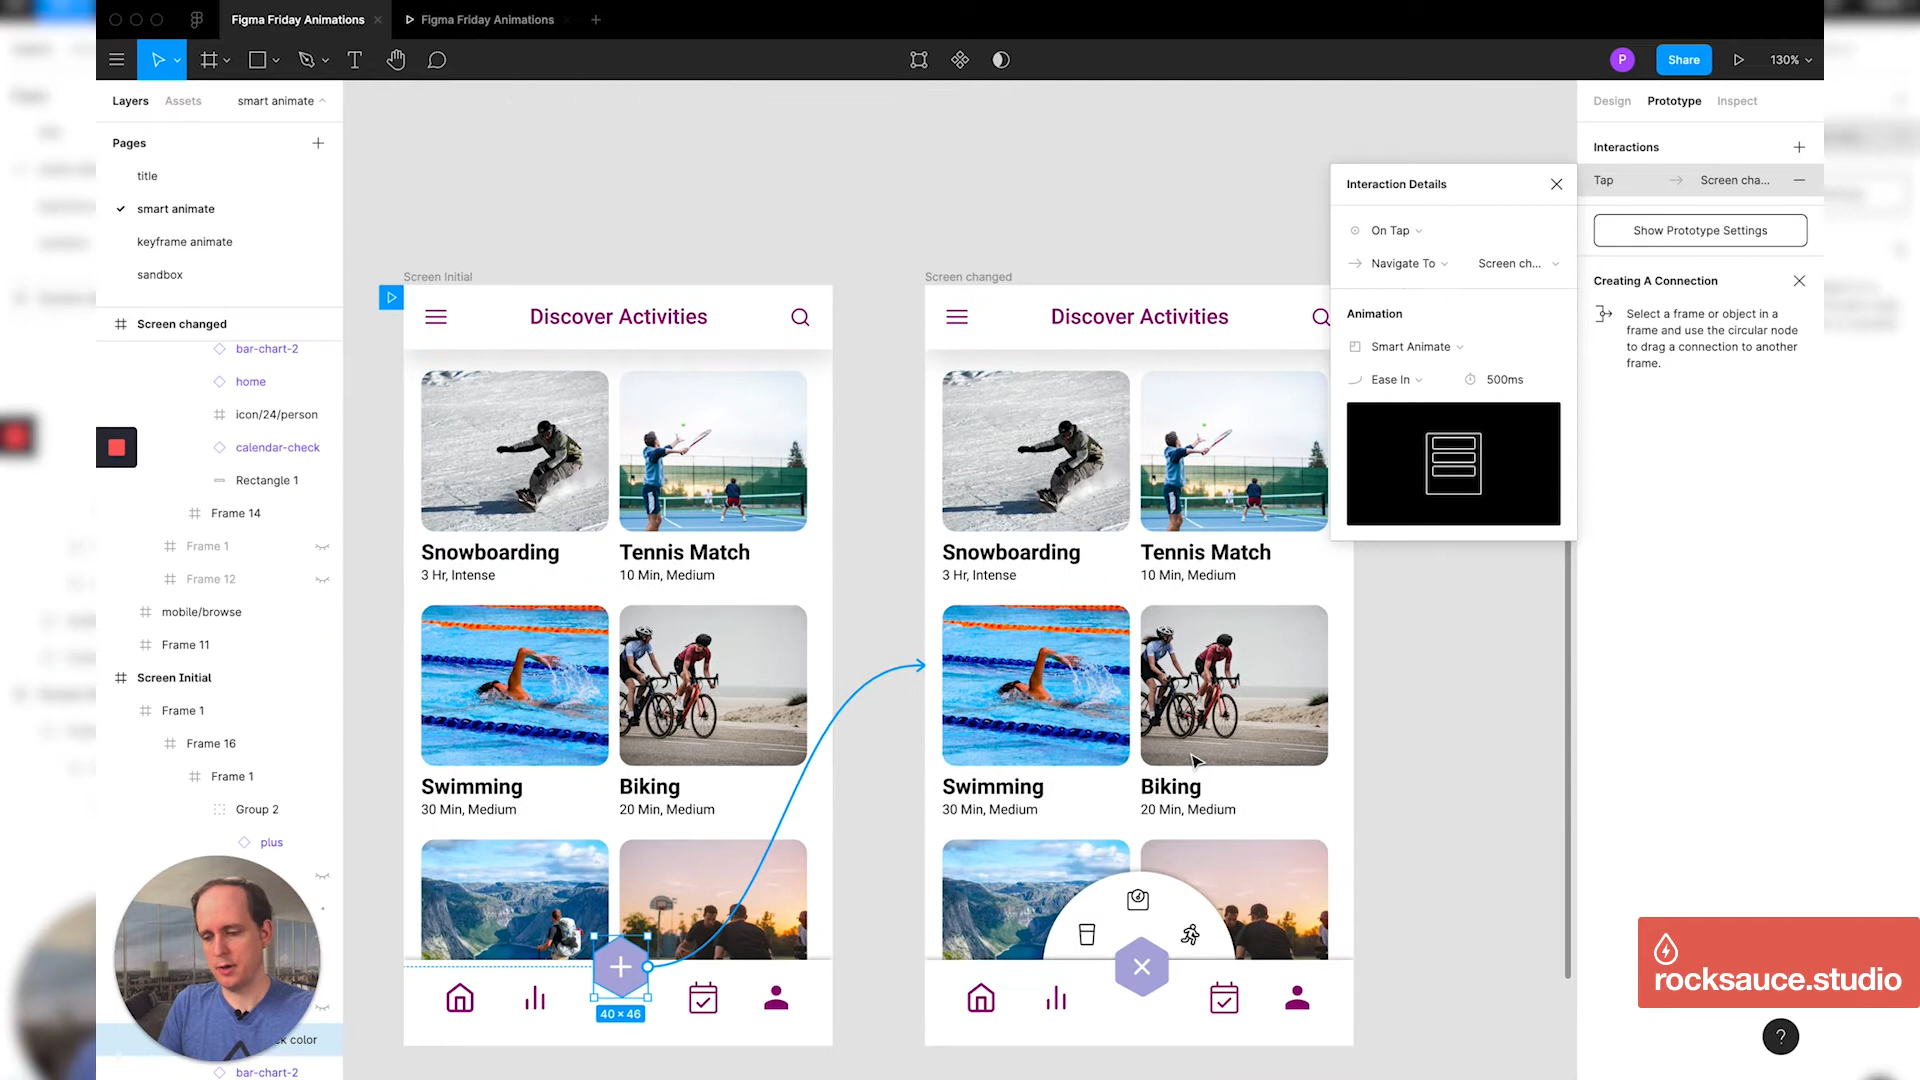 Figma Friday Animations
Figma Friday Animations
P
Share
130%
Layers
Assets
smart animate
Pages
title
smart animate
keyframe animate
sandbox
Screen changed
bar-chart-2
home
icon/24/person
calendar-check
Rectangle 1
Frame 14
Frame 1
Frame 12
mobile/browse
Frame 11
Screen Initial
Frame 1
Frame 16
Frame 1
Group 2
plus
color
bar-chart-2
Screen Initial
Discover Activities
Snowboarding
3 Hr, Intense
Tennis Match
10 Min, Medium
Swimming
30 Min, Medium
Biking
20 Min, Medium
40 × 46
Screen changed
Discover Activities
Snowboarding
3 Hr, Intense
Tennis Match
10 Min, Medium
Swimming
30 Min, Medium
Biking
20 Min, Medium
Interaction Details
On Tap
Navigate To
Screen ch...
Animation
Smart Animate
Ease In
500ms
Design
Prototype
Inspect
Interactions
Tap
Screen cha...
Show Prototype Settings
Creating A Connection
Select a frame or object in a
frame and use the circular node
to drag a connection to another
frame.
rocksauce.studio
?